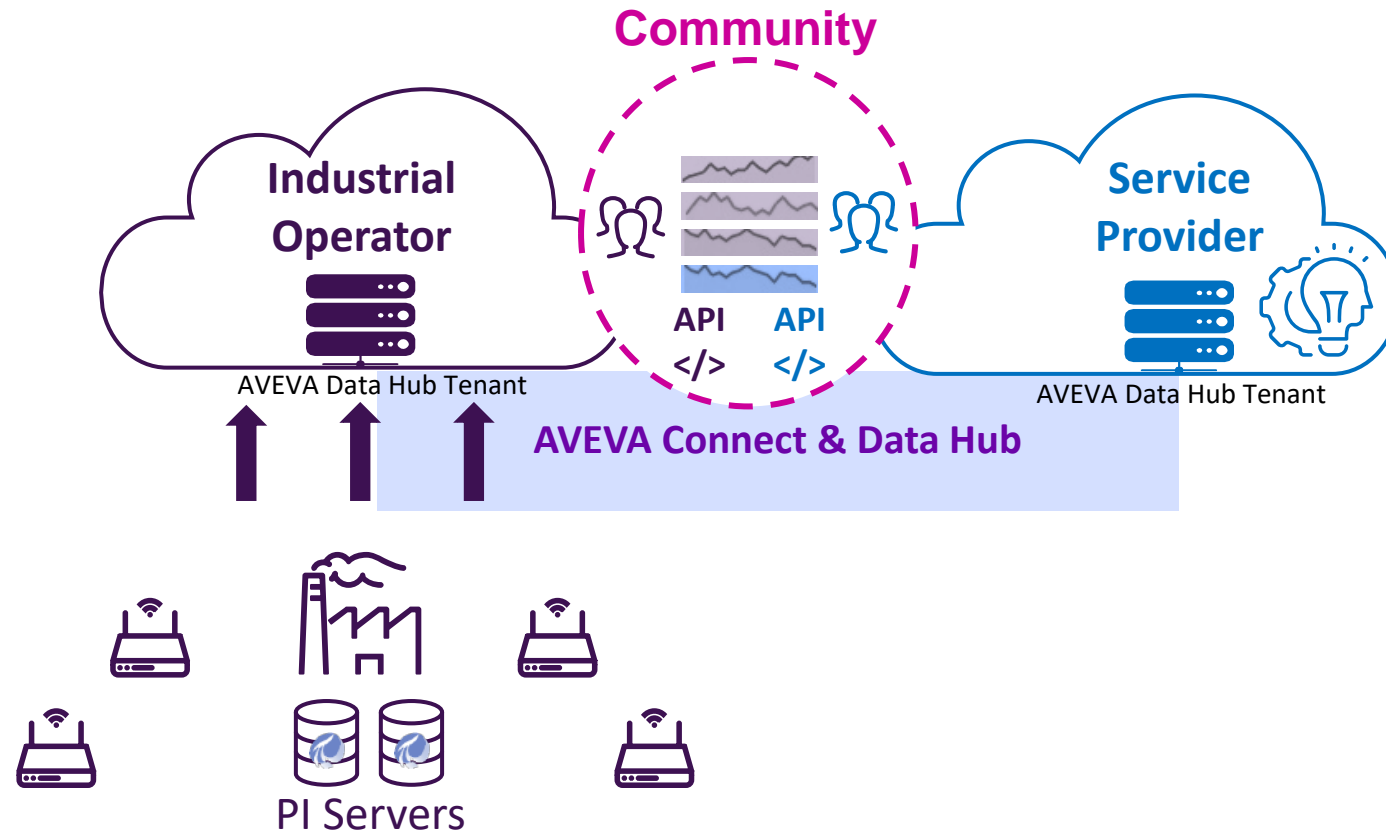 Community
Industrial
Operator
Service
Provider
API API
</> </>
AVEVA Data Hub Tenant
AVEVA Data Hub Tenant
AVEVA Connect & Data Hub
PI Servers